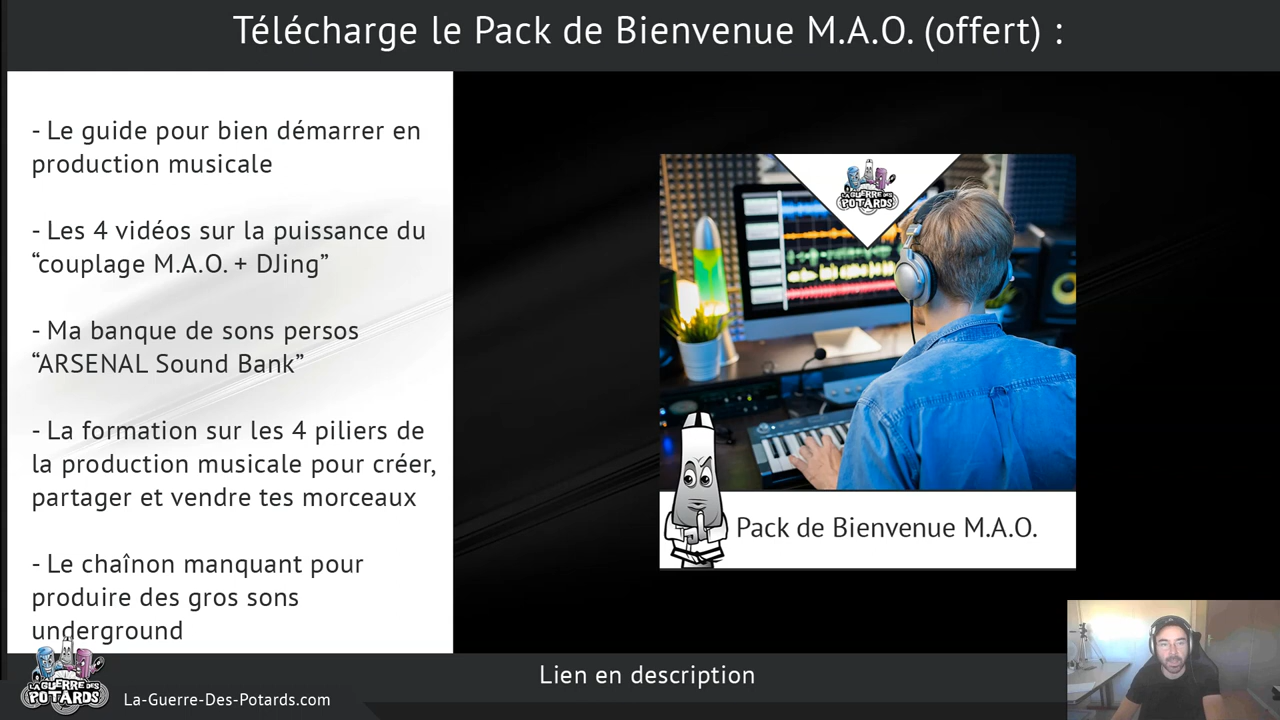 Télécharge le Pack de Bienvenue M.A.O. (offert) :
- Le guide pour bien démarrer en
production musicale
- Les 4 vidéos sur la puissance du
“couplage M.A.O. + DJing”
- Ma banque de sons persos
“ARSENAL Sound Bank”
- La formation sur les 4 piliers de
la production musicale pour créer,
partager et vendre tes morceaux
- Le chaînon manquant pour
produire des gros sons
underground
LA GUERRE DES
POTARDS
Pack de Bienvenue M.A.O.
Lien en description
LA GUERRE DES
POTARDS
La-Guerre-Des-Potards.com